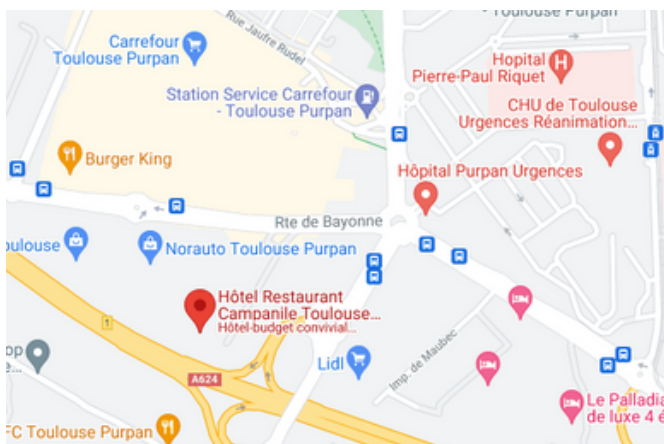 - Toulouse Purpan
Rue Jaufre Rudel
Carrefour
Toulouse Purpan
Hopital
Pierre-Paul Riquet
H
Station Service Carrefour
- Toulouse Purpan
CHU de Toulouse
Urgences Réanimation...
Burger King
Hôpital Purpan Urgences
Rte de Bayonne
oulouse
Norauto Toulouse Purpan
Hôtel Restaurant
Campanile Toulouse...
Hôtel budget convivial...
1
Lidl
Imp. de Maubec
op
e...
A624
Le Palladia
de luxe 4 é
FC Toulouse Purpan